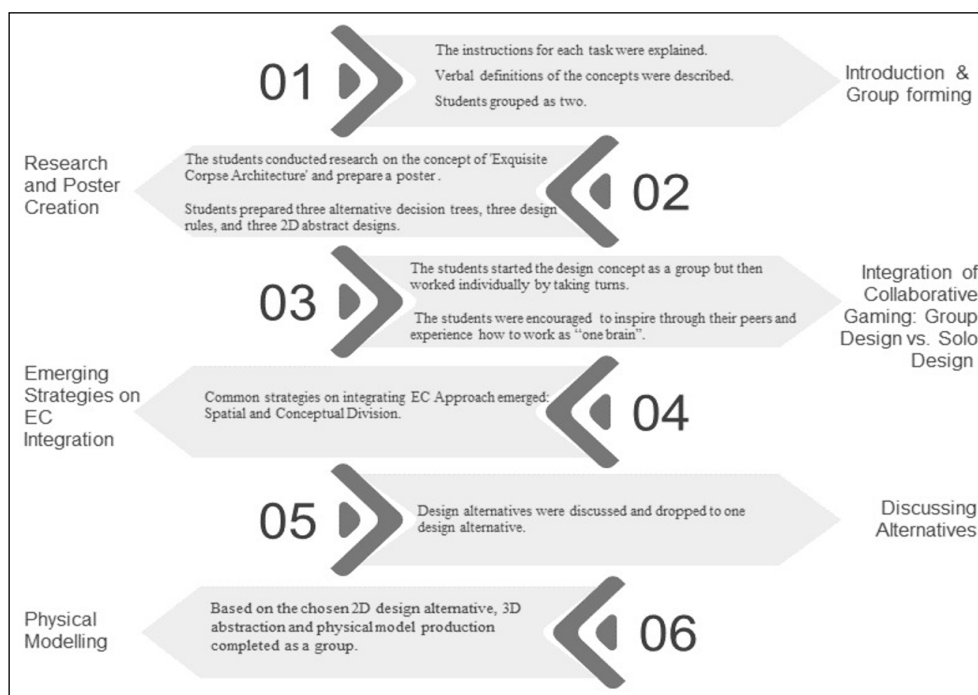 01
The instructions for each task were explained.
Verbal definitions of the concepts were described.
Students grouped as two.
Introduction &
Group forming
Research
and Poster
Creation
The students conducted research on the concept of 'Exquisite
Corpse Architecture' and prepare a poster .
Students prepared three alternative decision trees, three design
rules, and three 2D abstract designs.
02
03
The students started the design concept as a group but then
worked individually by taking turns.
The students were encouraged to inspire through their peers and
experience how to work as “one brain”.
Integration of
Collaborative
Gaming: Group
Design vs. Solo
Design
Emerging
Strategies on
EC
Integration
Common strategies on integrating EC Approach emerged:
Spatial and Conceptual Division.
04
05
Design alternatives were discussed and dropped to one
design alternative.
Discussing
Alternatives
Physical
Modelling
Based on the chosen 2D design alternative, 3D
abstraction and physical model production
completed as a group.
06